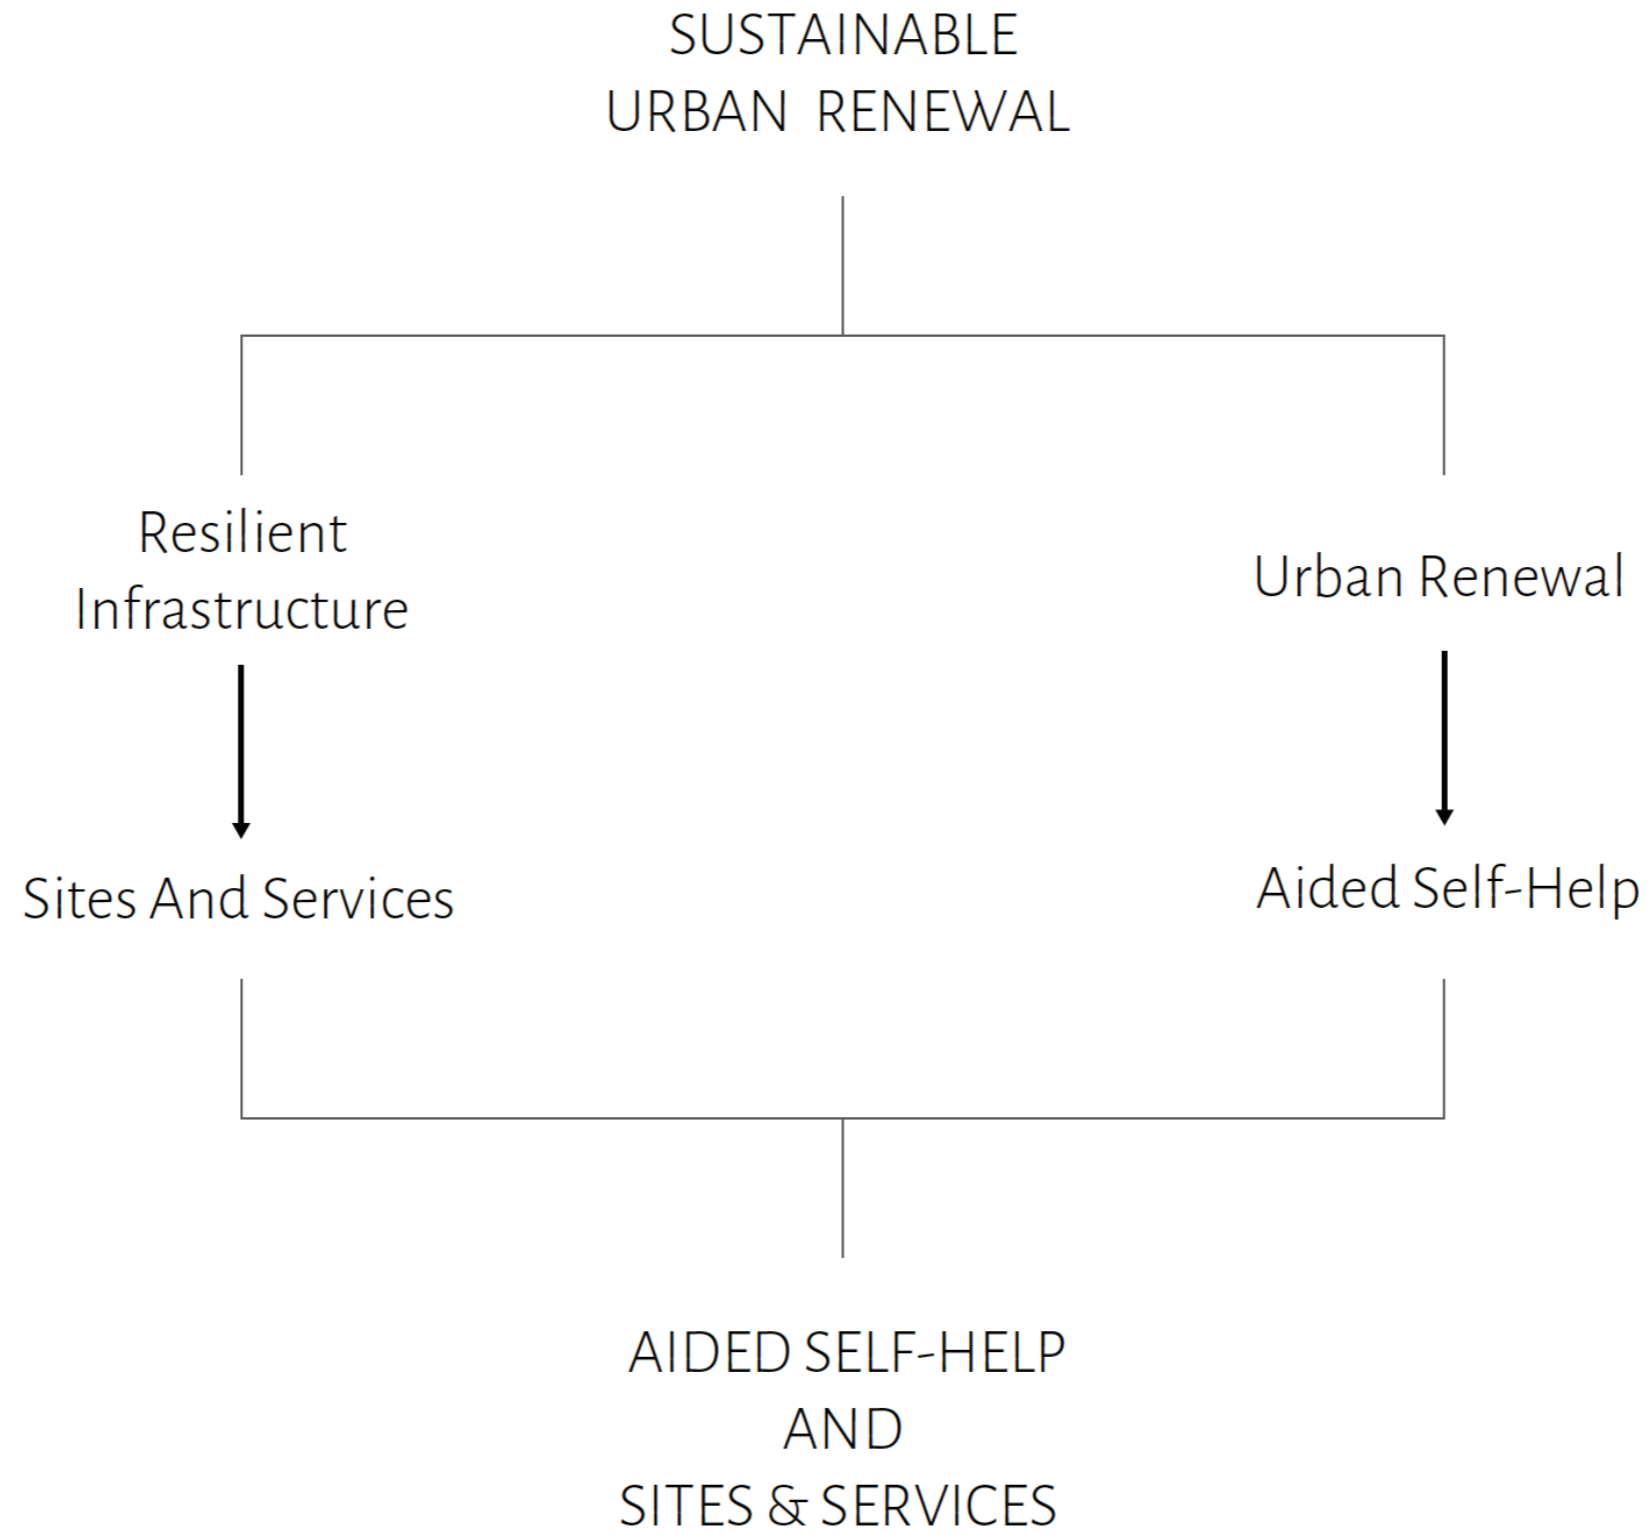 SUSTAINABLE
URBAN RENEWAL
Resilient
Infrastructure
Urban Renewal
Sites And Services
Aided Self-Help
AIDED SELF-HELP
AND
SITES & SERVICES